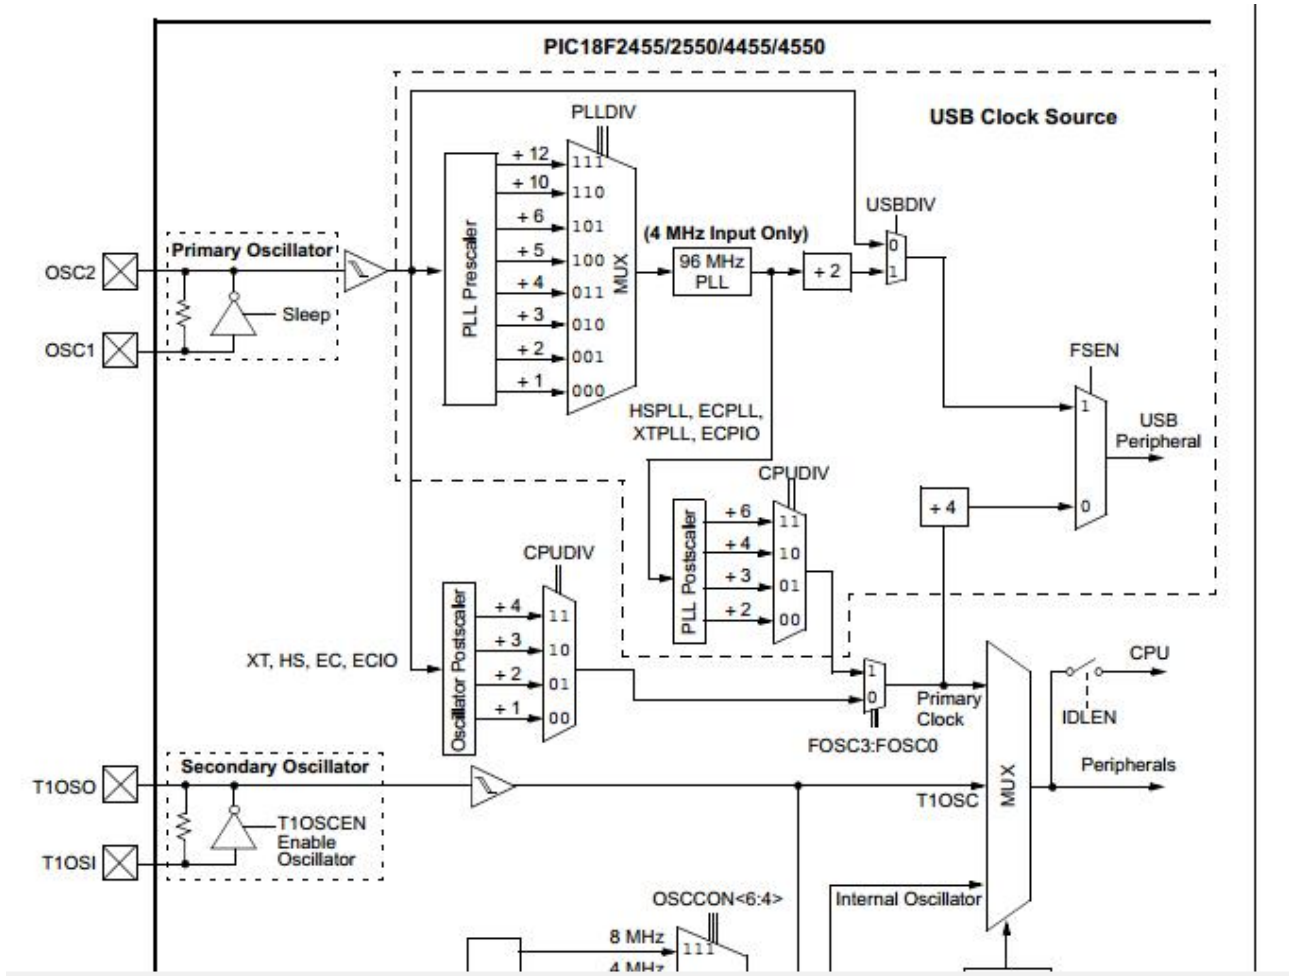 PIC18F2455/2550/4455/4550
USB Clock Source
PLLDIV
PLL Prescaler
÷ 12
÷ 10
÷ 6
÷ 5
÷ 4
÷ 3
÷ 2
÷ 1
111
110
101
100
011
010
001
000
MUX
(4 MHz Input Only)
96 MHz
PLL
÷ 2
USBDIV
0
1
Primary Oscillator
OSC2
Sleep
OSC1
FSEN
1
0
USB
Peripheral
HSPLL, ECPLL,
XTPLL, ECPIO
CPUDIV
PLL Postscaler
÷ 6
÷ 4
÷ 3
÷ 2
11
10
01
00
÷ 4
CPUDIV
Oscillator Postscaler
÷ 4
÷ 3
÷ 2
÷ 1
11
10
01
00
XT, HS, EC, ECIO
1
0
FOSC3:FOSC0
Primary
Clock
CPU
IDLEN
Peripherals
MUX
Secondary Oscillator
T1OSO
T1OSCEN
Enable
Oscillator
T1OSI
T1OSC
Internal Oscillator
OSCCON<6:4>
8 MHz
111
4 MHz